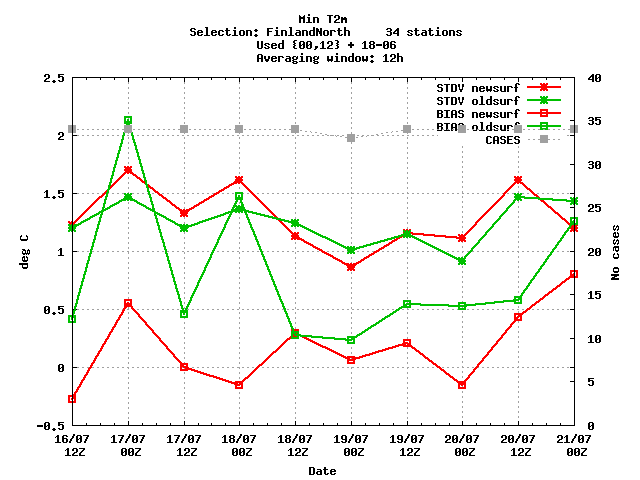 Min T2m
Selection: FinlandNorth 34 stations
Used {00,12} + 18-06
Averaging window: 12h
STDV newsurf
STDV oldsurf
BIAS newsurf
BIAS oldsurf
CASES
2.5
2
1.5
1
0.5
0
-0.5
deg C
40
35
30
25
20
15
10
5
0
No cases
16/07 17/07 17/07 18/07 18/07 19/07 19/07 20/07 20/07 21/07
12Z 00Z 12Z 00Z 12Z 00Z 12Z 00Z 12Z 00Z
Date